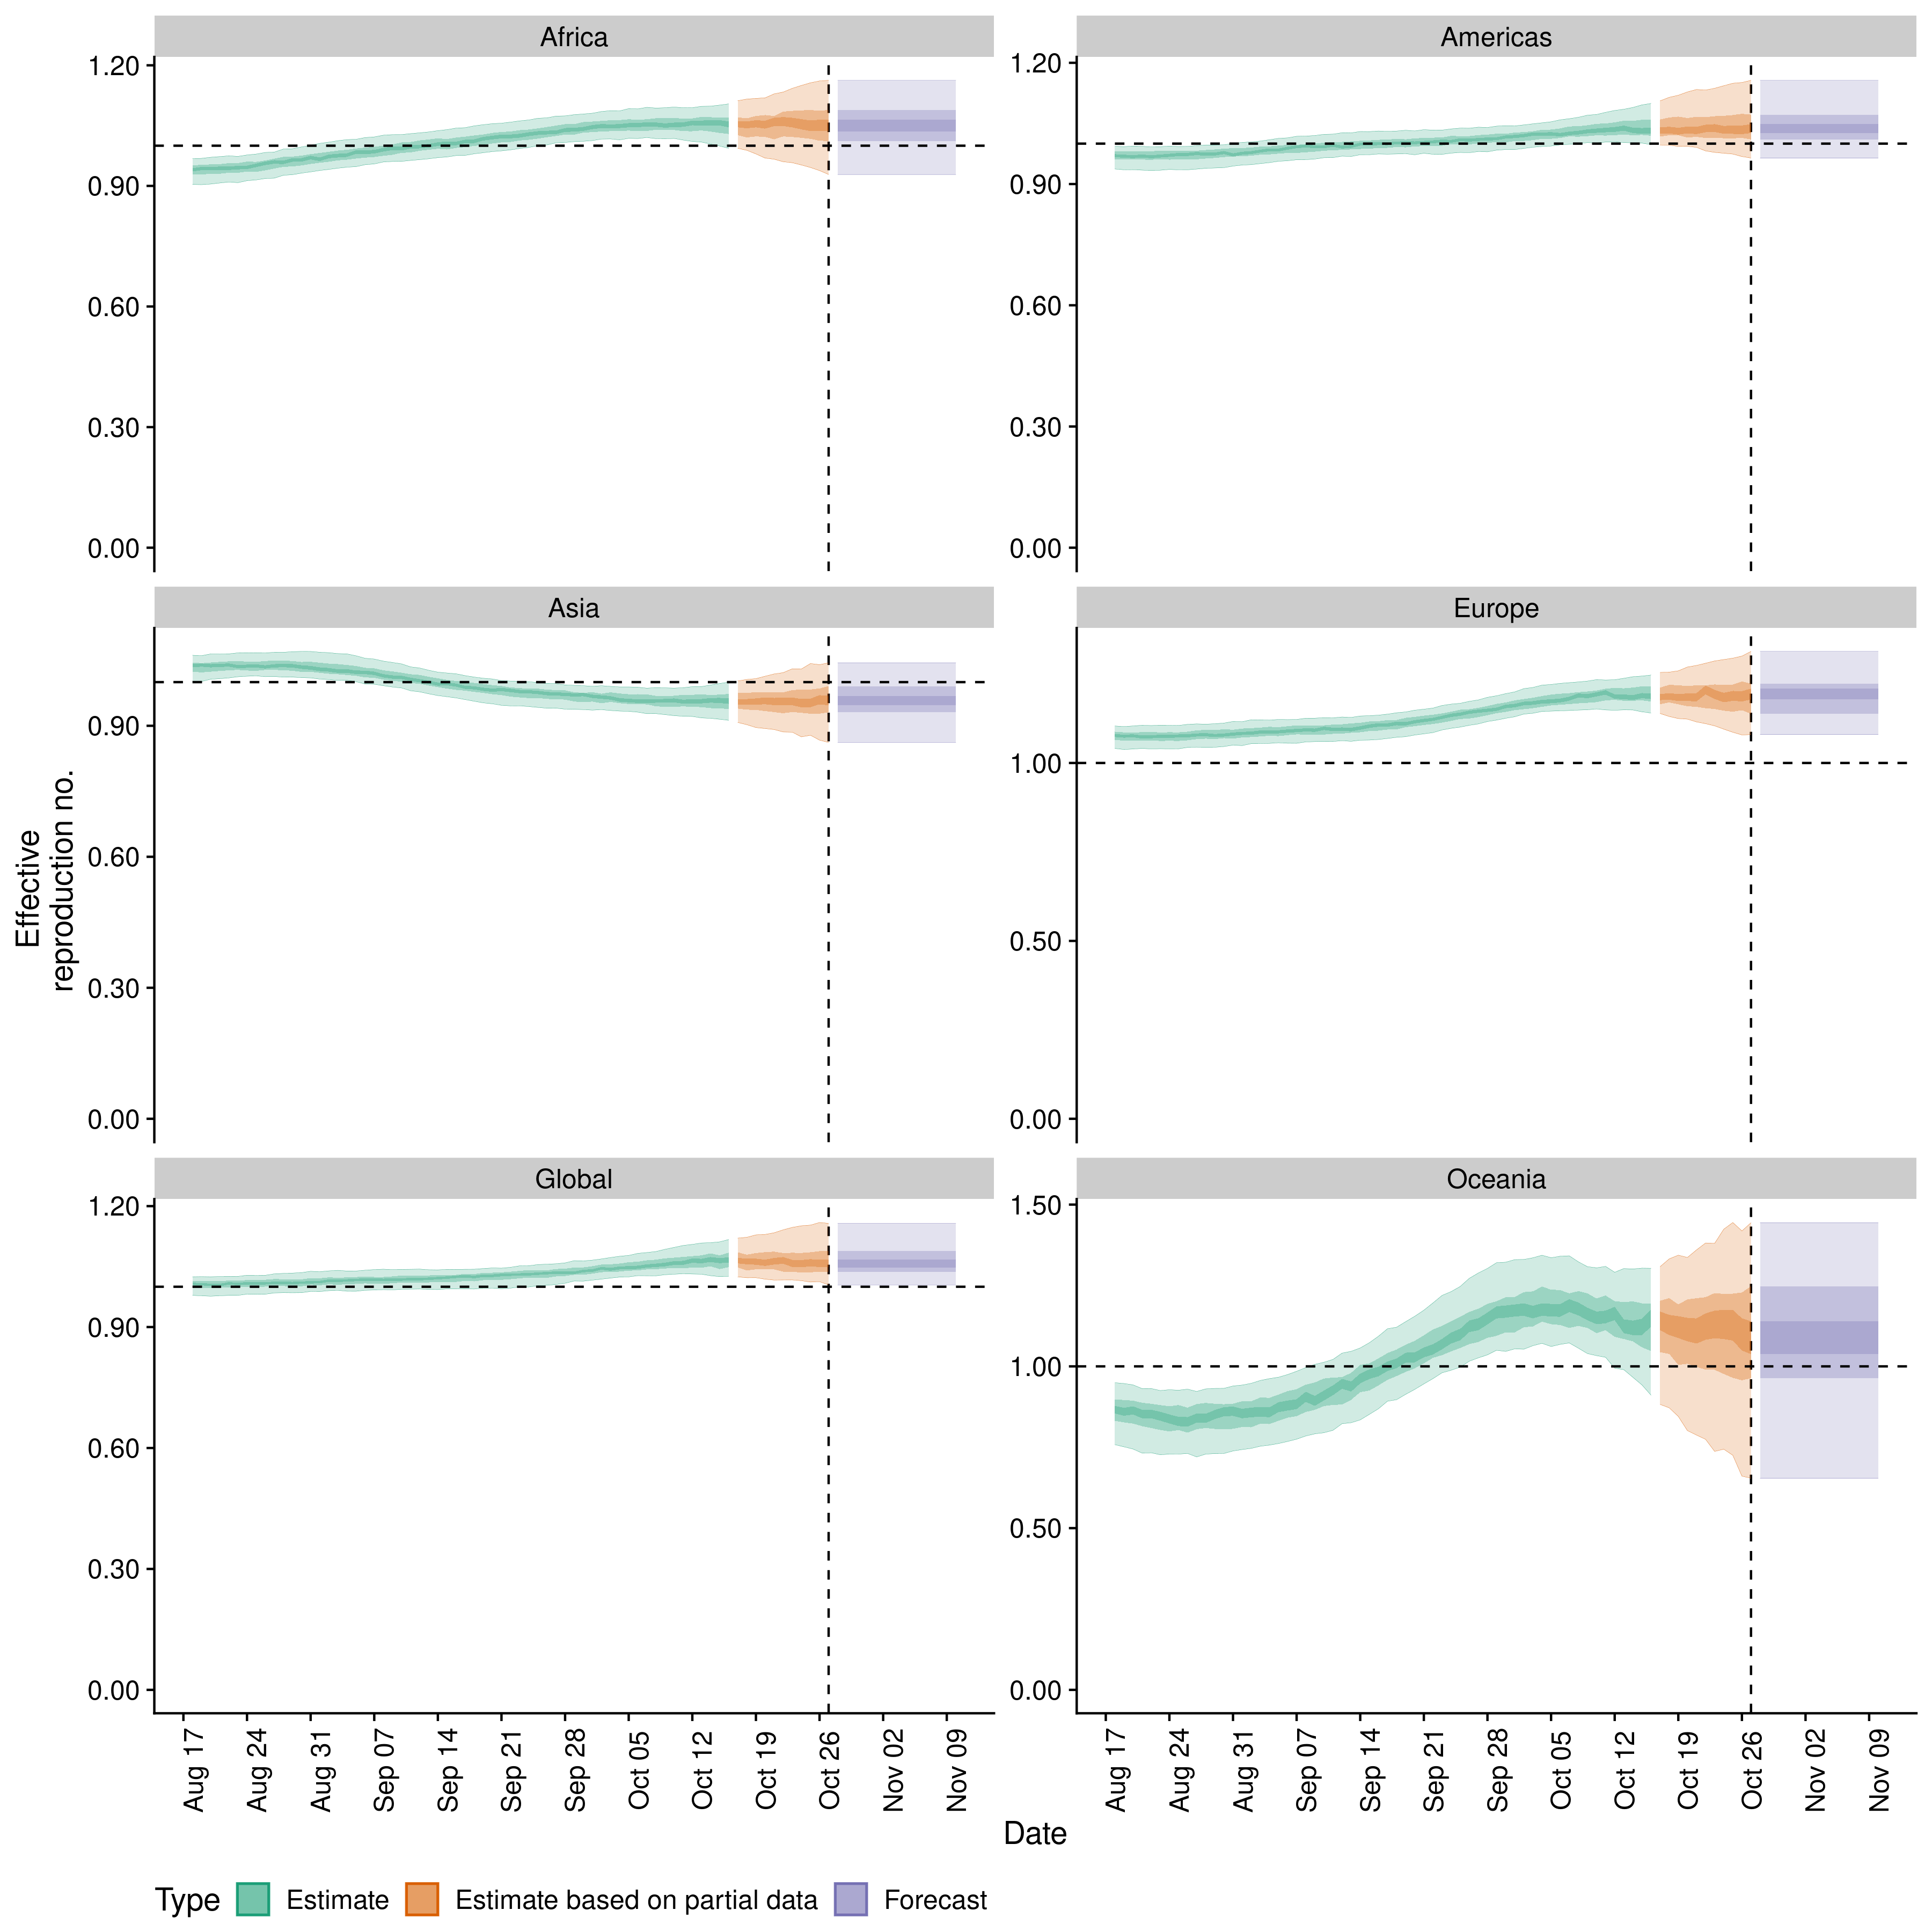 Africa
Americas
1.20
0.90
0.60
0.30
0.00
1.20
0.90
0.60
0.30
0.00
Asia
Europe
0.90
0.60
0.30
0.00
1.00
0.50
0.00
Effective
reproduction no.
Global
Oceania
1.20
0.90
0.60
0.30
0.00
1.50
1.00
0.50
0.00
Aug 17
Aug 24
Aug 31
Sep 07
Sep 14
Sep 21
Sep 28
Oct 05
Oct 12
Oct 19
Oct 26
Nov 02
Nov 09
Aug 17
Aug 24
Aug 31
Sep 07
Sep 14
Sep 21
Sep 28
Oct 05
Oct 12
Oct 19
Oct 26
Nov 02
Nov 09
Date
Type Estimate Estimate based on partial data Forecast